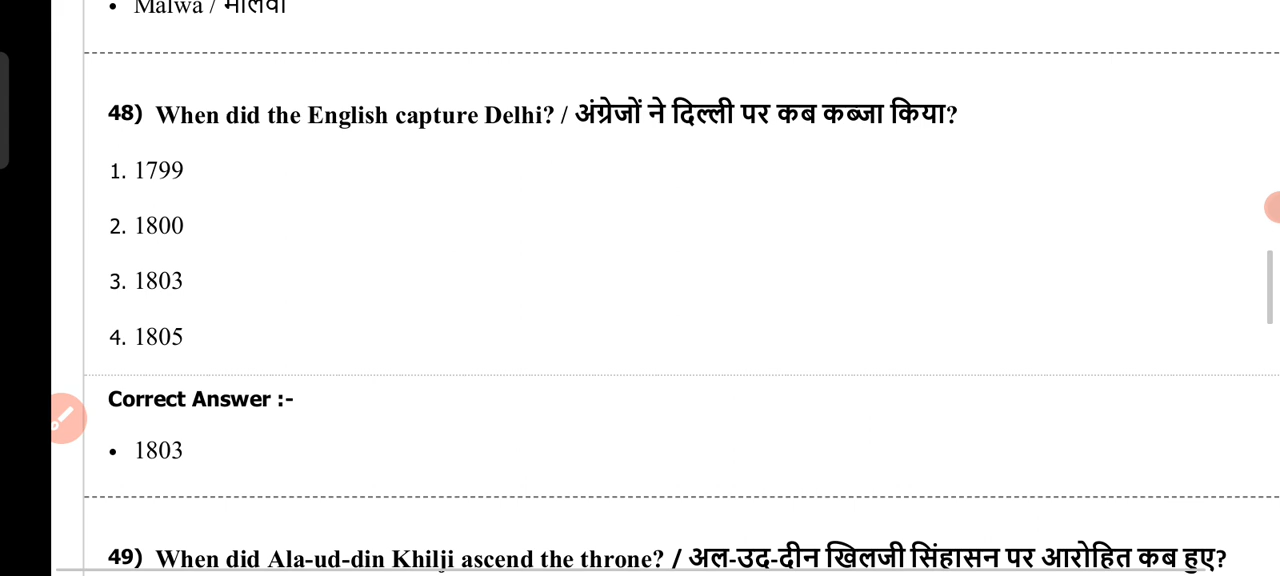 • Malwa / मालवा
48) When did the English capture Delhi? / अंग्रेजों ने दिल्ली पर कब कब्जा किया?
1. 1799
2. 1800
3. 1803
4. 1805
Correct Answer :-
• 1803
49) When did Ala-ud-din Khilji ascend the throne? / अल-उद-दीन खिलजी सिंहासन पर आरोहित कब हुए?